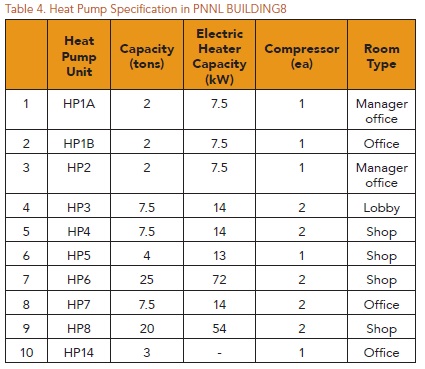 Table 4. Heat Pump Specification in PNNL BUILDING8
Heat Pump Unit Capacity (tons) Electric Heater Capacity (kW) Compressor (ea) Room Type
1 HP1A 2 7.5 1 Manager office
2 HP1B 2 7.5 1 Office
3 HP2 2 7.5 1 Manager office
4 HP3 7.5 14 2 Lobby
5 HP4 7.5 14 2 Shop
6 HP5 4 13 1 Shop
7 HP6 25 72 2 Shop
8 HP7 7.5 14 2 Office
9 HP8 20 54 2 Shop
10 HP14 3 - 1 Office